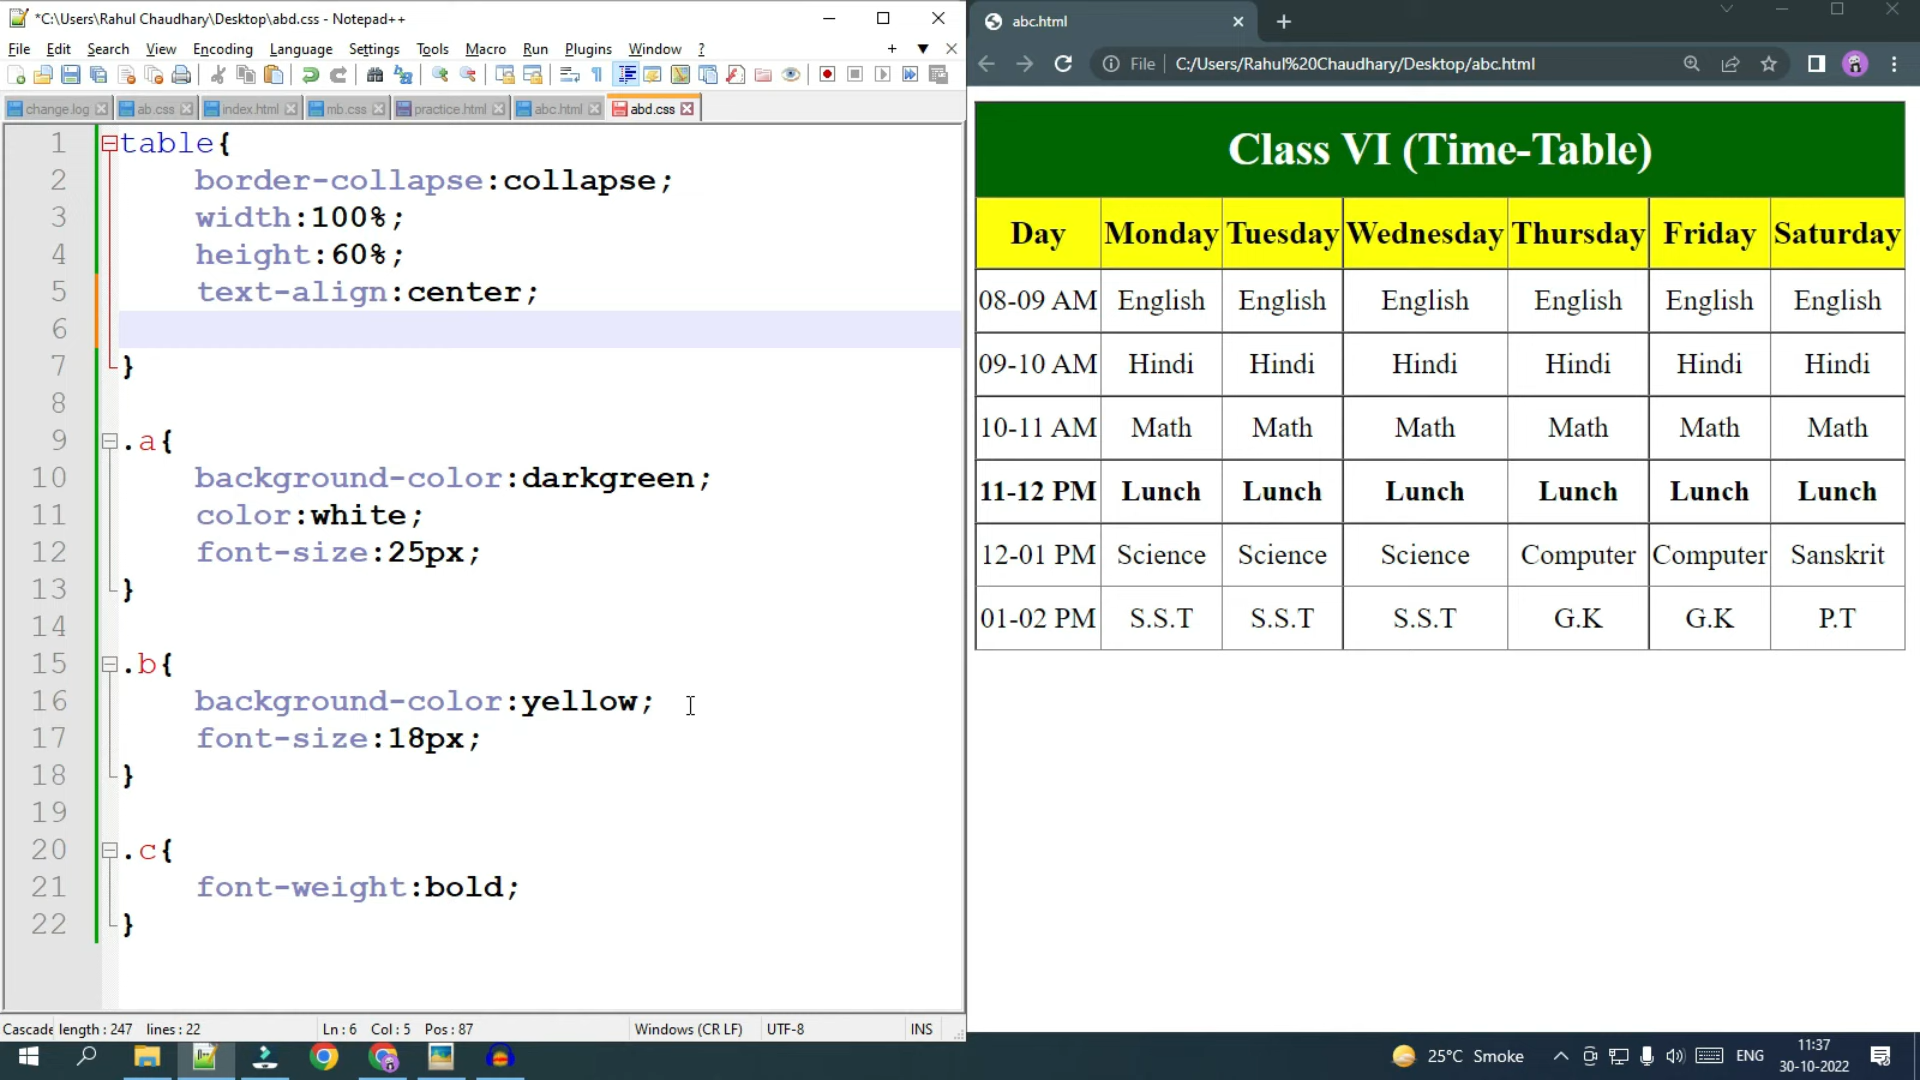 *C:\Users\Rahul Chaudhary\Desktop\abd.css - Notepad++
File Edit Search View Encoding Language Settings Tools Macro Run Plugins Window ?
change.log ab.css index.html mb.css practice.html abc.html abd.css
1 table{
2 border-collapse:collapse;
3 width:100%;
4 height:60%;
5 text-align:center;
6
7 }
8
9 .a{
10 background-color:darkgreen;
11 color:white;
12 font-size:25px;
13 }
14
15 .b{
16 background-color:yellow;
17 font-size:18px;
18 }
19
20 .c{
21 font-weight:bold;
22 }
Cascade length : 247 lines : 22 Ln : 6 Col : 5 Pos : 87 Windows (CR LF) UTF-8 INS
abc.html
File C:/Users/Rahul%20Chaudhary/Desktop/abc.html
Class VI (Time-Table)
Day Monday Tuesday Wednesday Thursday Friday Saturday
08-09 AM English English English English English English
09-10 AM Hindi Hindi Hindi Hindi Hindi Hindi
10-11 AM Math Math Math Math Math Math
11-12 PM Lunch Lunch Lunch Lunch Lunch Lunch
12-01 PM Science Science Science Computer Computer Sanskrit
01-02 PM S.S.T S.S.T S.S.T G.K G.K P.T
25°C Smoke ENG 11:37
30-10-2022